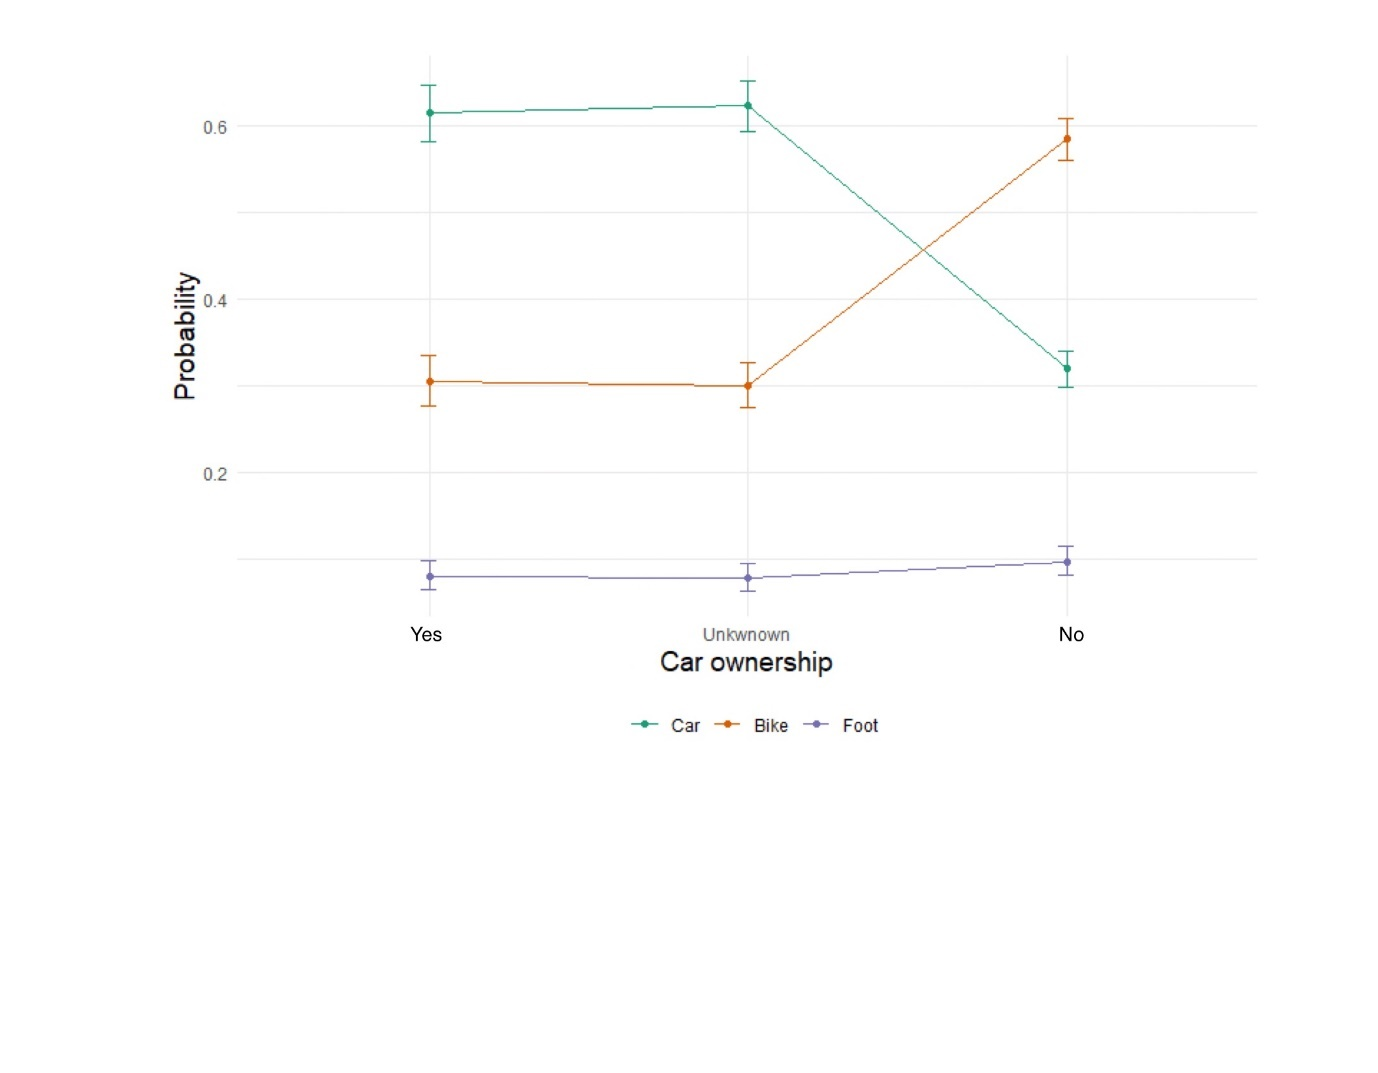 Probability
0.6
0.4
0.2
Yes Unkwnown No
Car ownership
Car Bike Foot